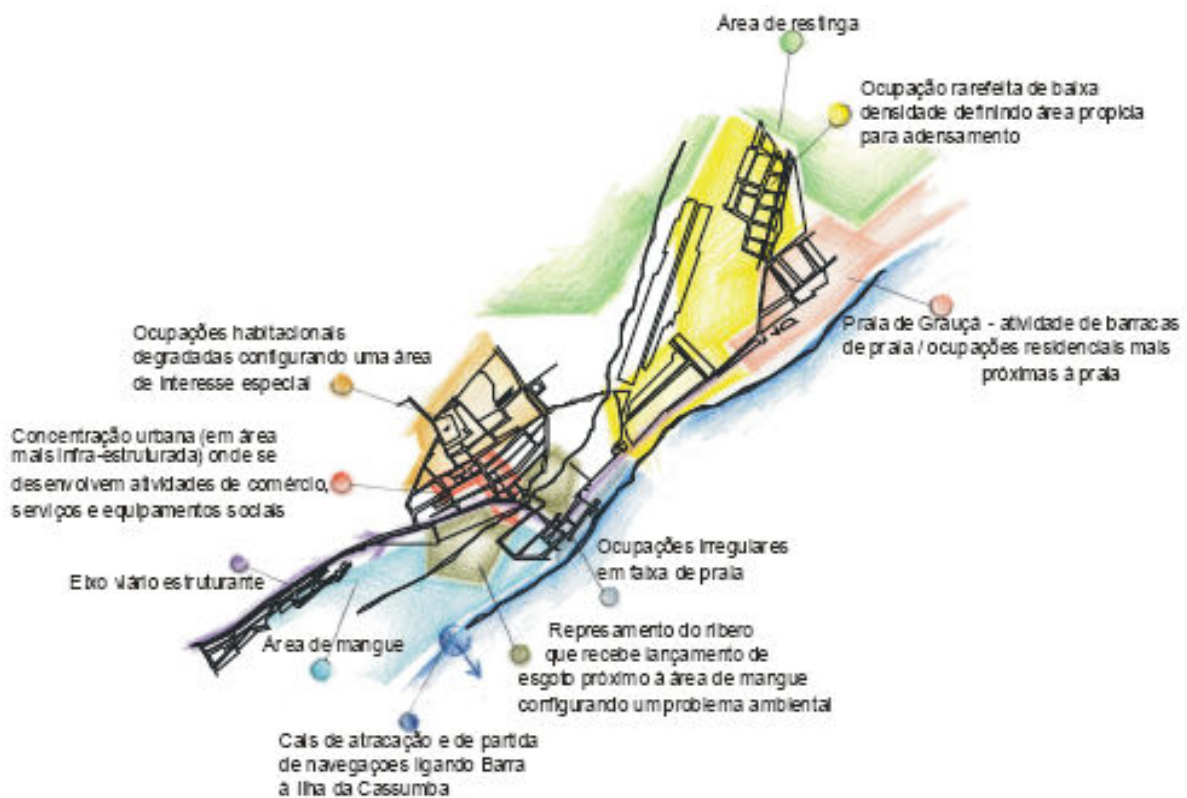 Área de restinga
Ocupação rarefeita de baixa
densidade definindo área propicia
para adensamento
Praia de Grauçá - atividade de barracas
de praia / ocupações residenciais mais
próximas à praia
Ocupações habitacionais
degradadas configurando uma área
de interesse especial
Concentração urbana (em área
mais infra-estruturada) onde se
desenvolvem atividades de comércio,
serviços e equipamentos sociais
Eixo viário estruturante
Área de mangue
Ocupações irregulares
em faixa de praia
Represamento do ribero
que recebe lançamento de
esgoto próximo à área de mangue
configurando um problema ambiental
Cais de atracação e de partida
de navegaçoes ligando Barra
à Ilha da Cassumba